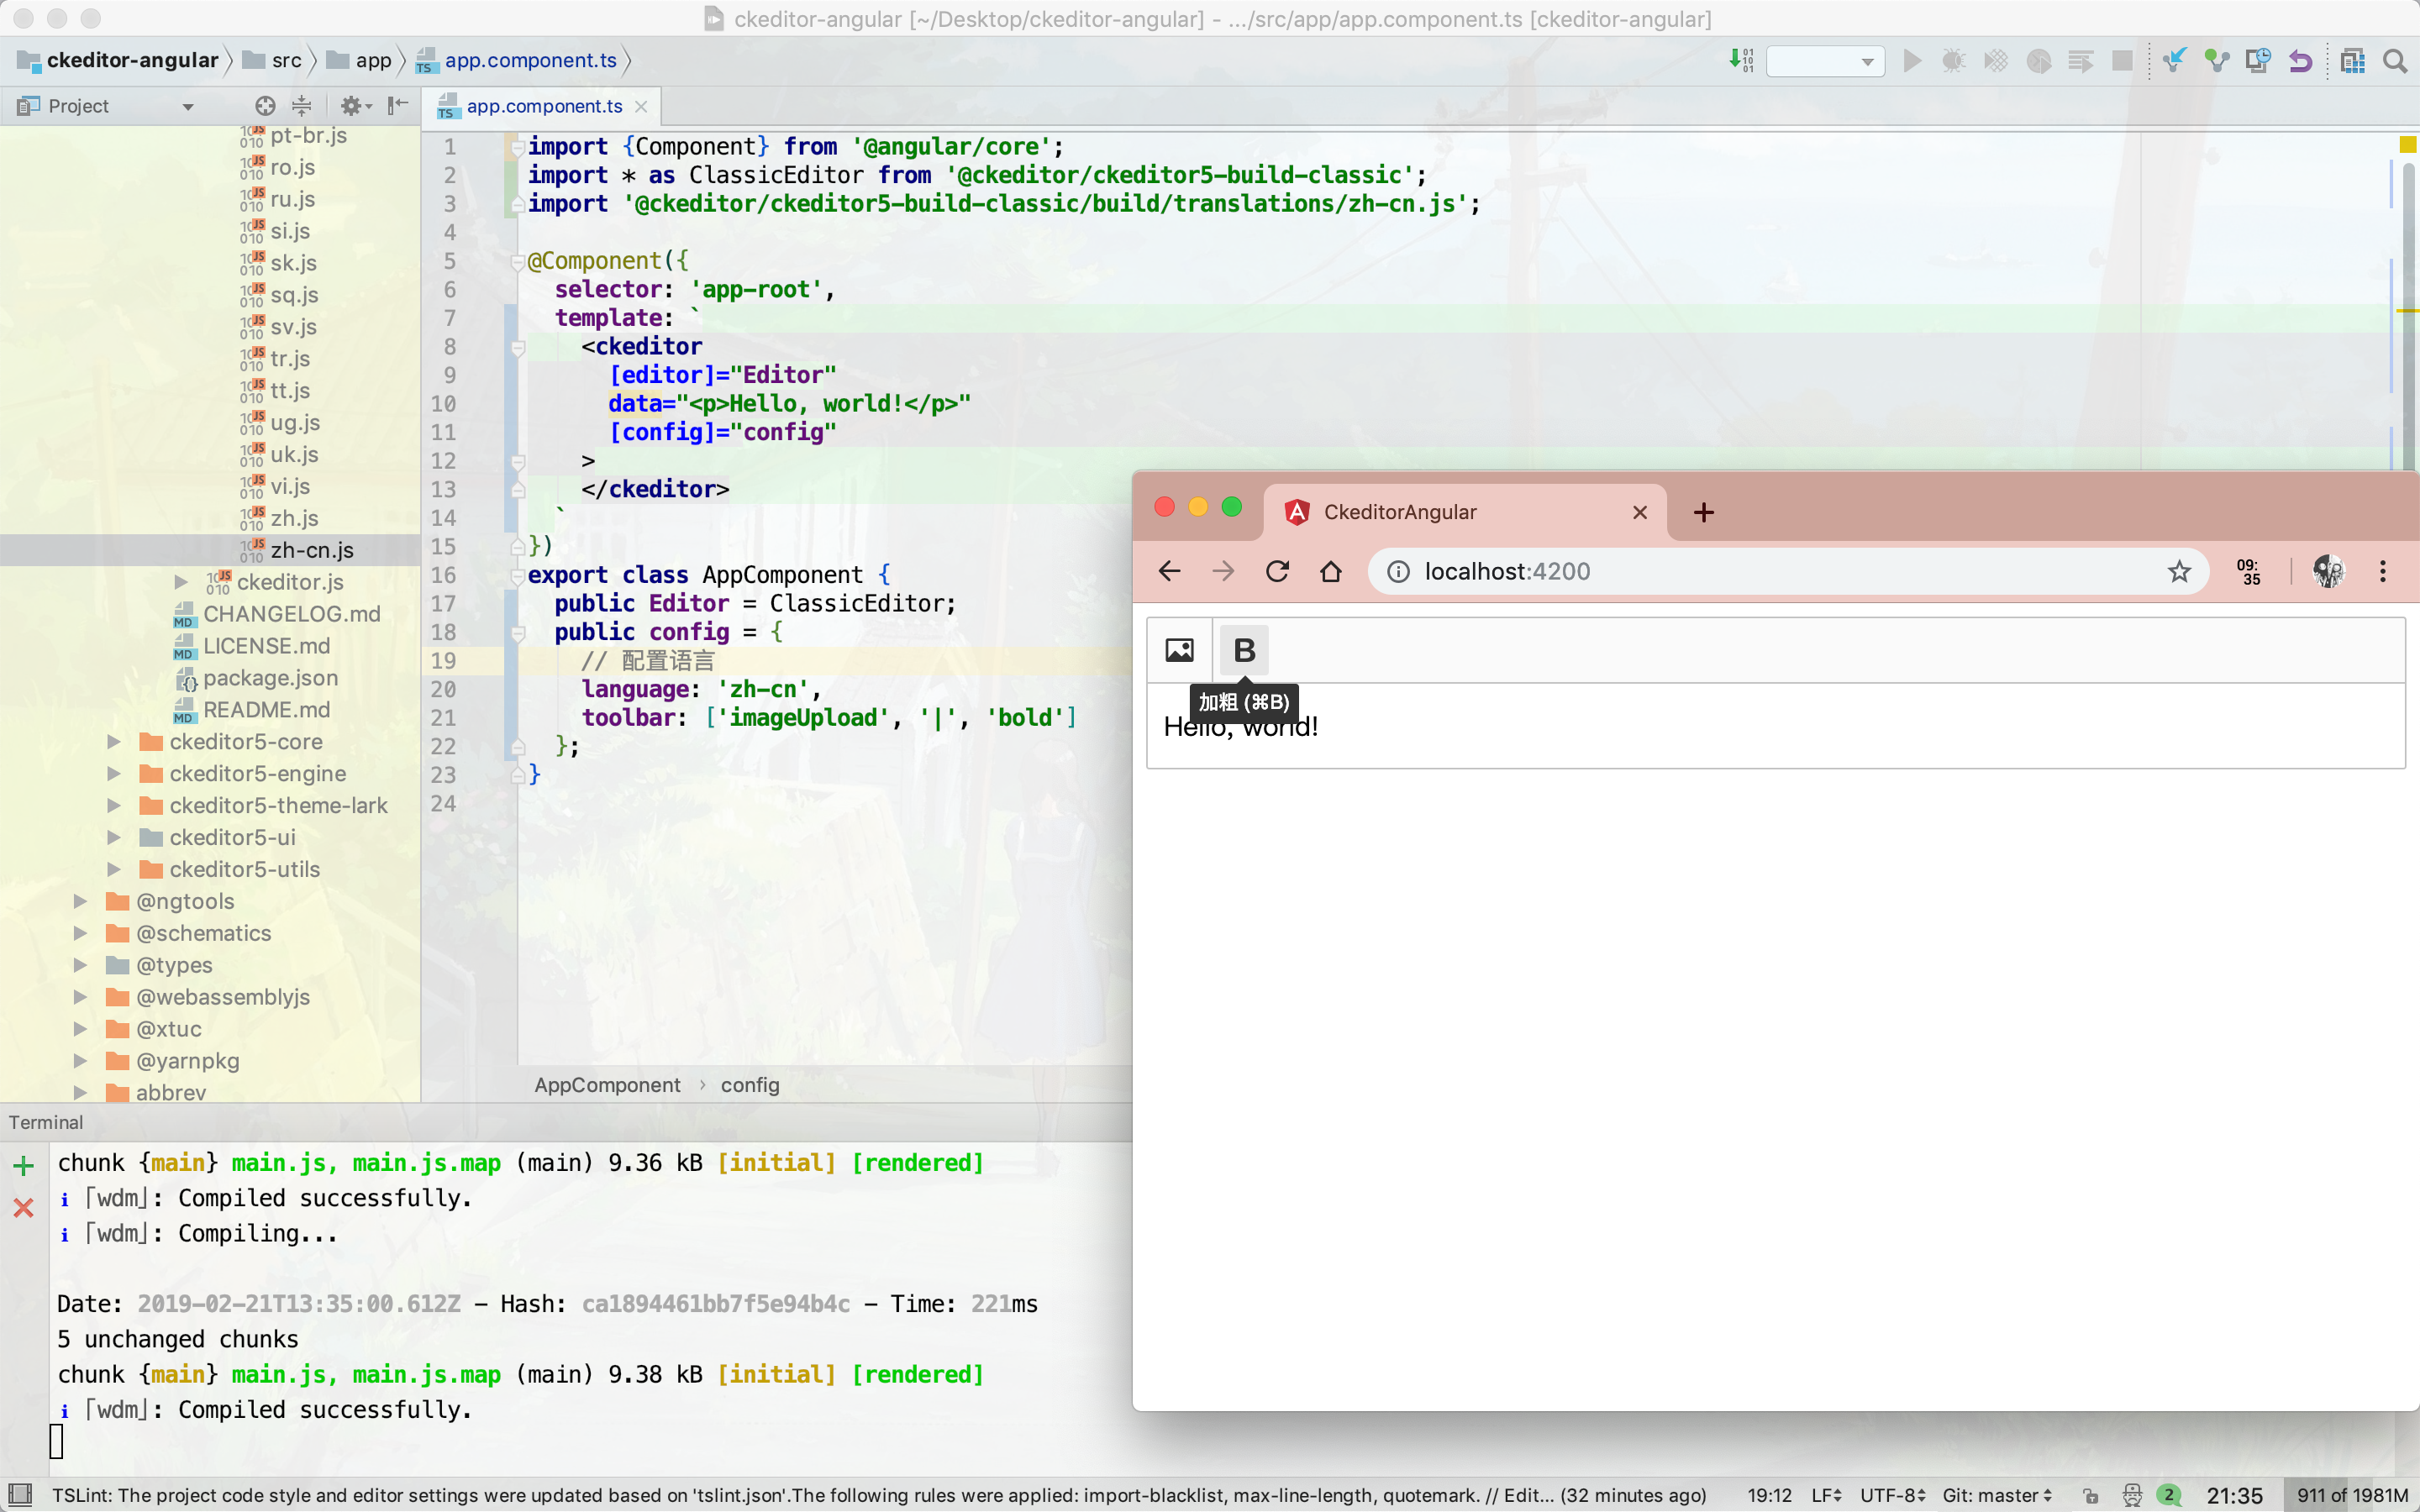 ckeditor-angular [~/Desktop/ckeditor-angular] - .../src/app/app.component.ts [ckeditor-angular]
ckeditor-angular src app app.component.ts
Project
app.component.ts
pt-br.js
ro.js
ru.js
si.js
sk.js
sq.js
sv.js
tr.js
tt.js
ug.js
uk.js
vi.js
zh.js
zh-cn.js
ckeditor.js
CHANGELOG.md
LICENSE.md
package.json
README.md
ckeditor5-core
ckeditor5-engine
ckeditor5-theme-lark
ckeditor5-ui
ckeditor5-utils
@ngtools
@schematics
@types
@webassemblyjs
@xtuc
@yarnpkg
abbrev
1 import {Component} from '@angular/core';
2 import * as ClassicEditor from '@ckeditor/ckeditor5-build-classic';
3 import '@ckeditor/ckeditor5-build-classic/build/translations/zh-cn.js';
4
5 @Component({
6 selector: 'app-root',
7 template: `
8 <ckeditor
9 [editor]="Editor"
10 data="<p>Hello, world!</p>"
11 [config]="config"
12 >
13 </ckeditor>
14 `
15 })
16 export class AppComponent {
17 public Editor = ClassicEditor;
18 public config = {
19 // 配置语言
20 language: 'zh-cn',
21 toolbar: ['imageUpload', '|', 'bold']
22 };
23 }
24
AppComponent › config
CkeditorAngular
localhost:4200
09:
35
B
加粗 (⌘B)
Hello, world!
Terminal
chunk {main} main.js, main.js.map (main) 9.36 kB [initial] [rendered]
ℹ ｢wdm｣: Compiled successfully.
ℹ ｢wdm｣: Compiling...
Date: 2019-02-21T13:35:00.612Z - Hash: ca1894461bb7f5e94b4c - Time: 221ms
5 unchanged chunks
chunk {main} main.js, main.js.map (main) 9.38 kB [initial] [rendered]
ℹ ｢wdm｣: Compiled successfully.
TSLint: The project code style and editor settings were updated based on 'tslint.json'.The following rules were applied: import-blacklist, max-line-length, quotemark. // Edit... (32 minutes ago) 19:12 LF UTF-8 Git: master 2 21:35 911 of 1981M